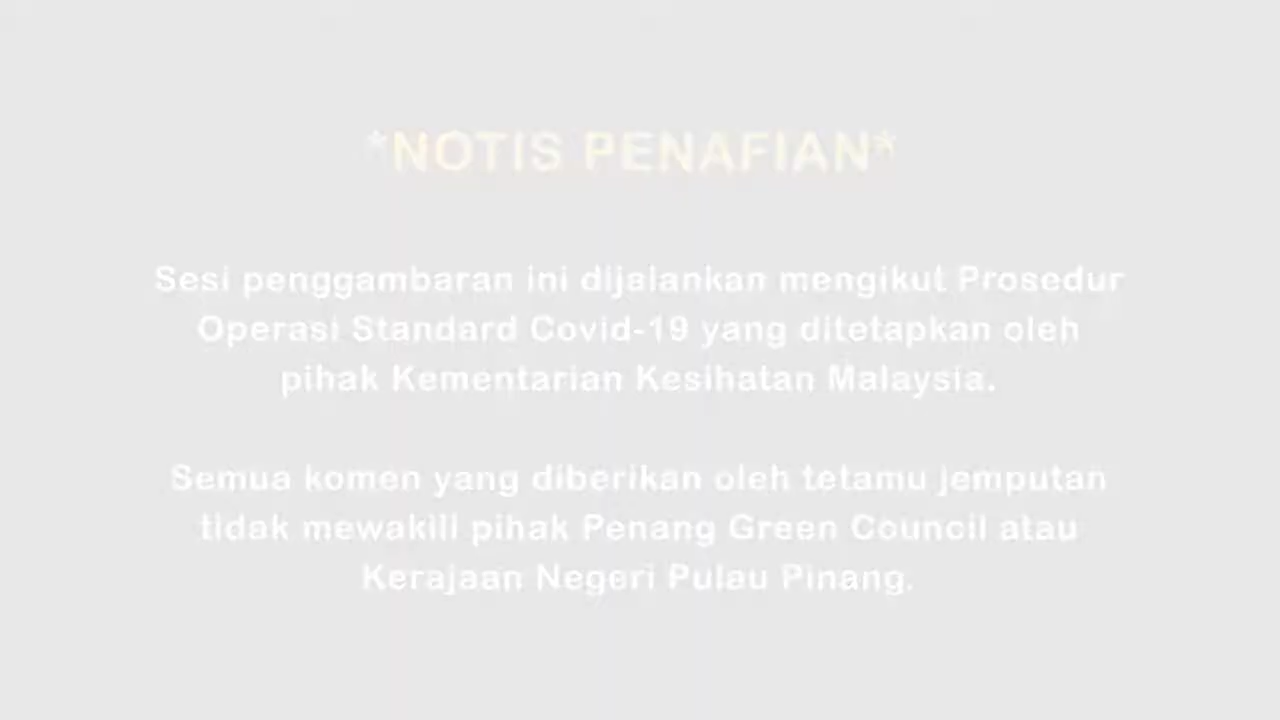 *NOTIS PENAFIAN*
Sesi penggambaran ini dijalankan mengikut Prosedur
Operasi Standard Covid-19 yang ditetapkan oleh
pihak Kementarian Kesihatan Malaysia.
Semua komen yang diberikan oleh tetamu jemputan
tidak mewakili pihak Penang Green Council atau
Kerajaan Negeri Pulau Pinang.